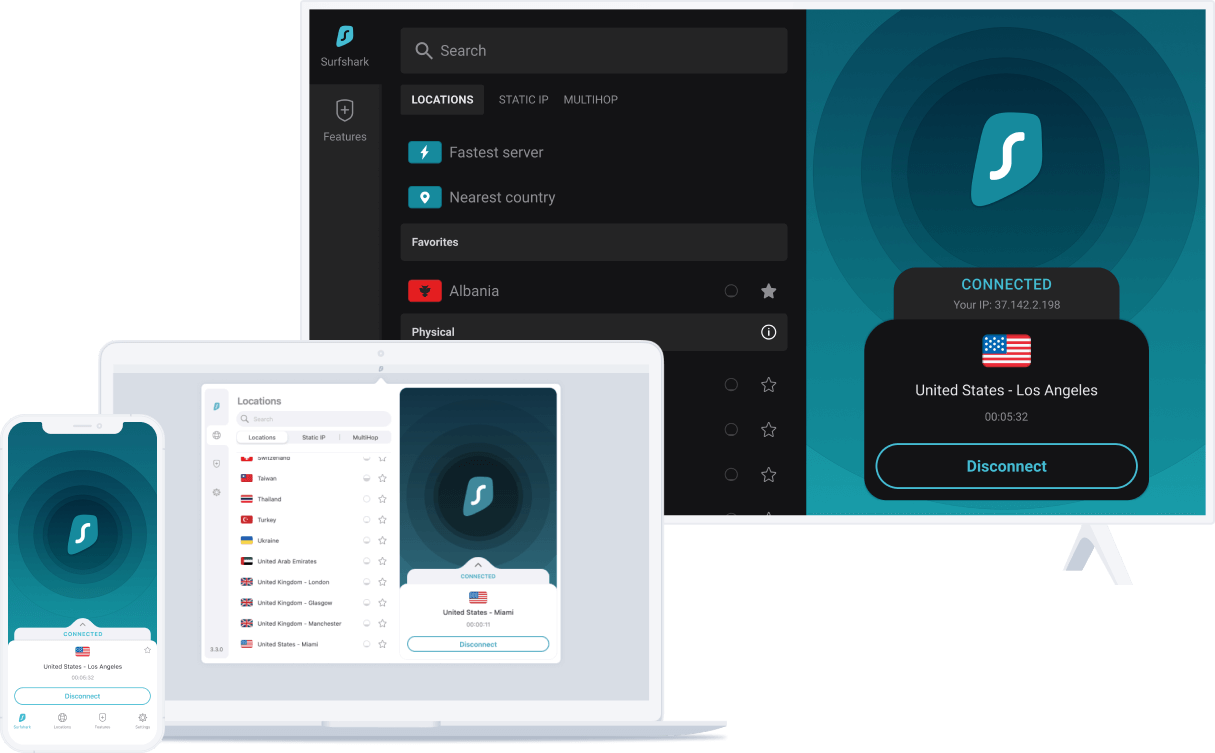 Surfshark
Features
Search
LOCATIONS STATIC IP MULTIHOP
Fastest server
Nearest country
Favorites
Albania
Physical
CONNECTED
Your IP: 37.142.2.198
United States - Los Angeles
00:05:32
Disconnect
Locations
Search
Locations Static IP MultiHop
Switzerland
Taiwan
Thailand
Turkey
Ukraine
United Arab Emirates
United Kingdom - London
United Kingdom - Glasgow
United Kingdom - Manchester
United States - Miami
3.3.0
CONNECTED
United States - Miami
00:00:11
Disconnect
CONNECTED
United States - Los Angeles
00:05:32
Disconnect
Surfshark Locations Features Settings